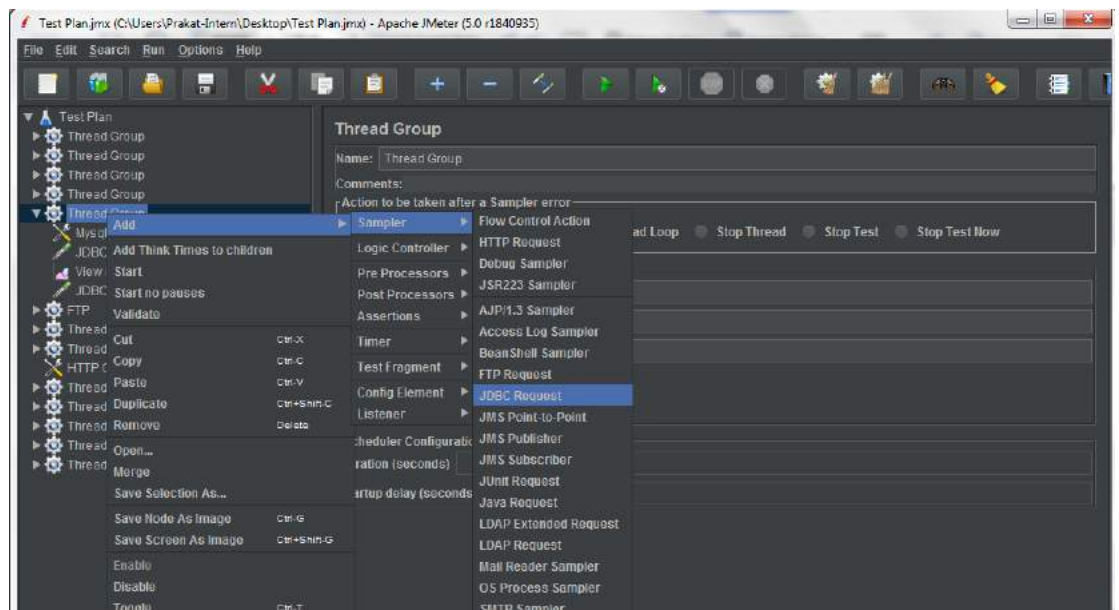 Test Plan.jmx (C:\Users\Prakat-Intern\Desktop\Test Plan.jmx) - Apache JMeter (5.0 r1840935)
File Edit Search Run Options Help
Test Plan
Thread Group
Thread Group
Thread Group
Thread Group
Thread Group
Mysql
JDBC
View
JDBC
FTP
Thread
Thread
HTTP
Thread
Thread
Thread
Thread
Thread
Thread Group
Name: Thread Group
Comments:
Action to be taken after a Sampler error
Loop Stop Thread Stop Test Stop Test Now
(seconds)
(seconds
Add
Add Think Times to children
Start
Start no pauses
Validate
Cut Ctrl-X
Copy Ctrl-C
Paste Ctrl-V
Duplicate Ctrl+Shift-C
Remove Delete
Open...
Merge
Save Selection As...
Save Node As Image Ctrl-G
Save Screen As Image Ctrl+Shift-G
Enable
Disable
Toggle Ctrl-T
Sampler
Logic Controller
Pre Processors
Post Processors
Assertions
Timer
Test Fragment
Config Element
Listener
Flow Control Action
HTTP Request
Debug Sampler
JSR223 Sampler
AJP/1.3 Sampler
Access Log Sampler
BeanShell Sampler
FTP Request
JDBC Request
JMS Point-to-Point
JMS Publisher
JMS Subscriber
JUnit Request
Java Request
LDAP Extended Request
LDAP Request
Mail Reader Sampler
OS Process Sampler
SMTP Sampler